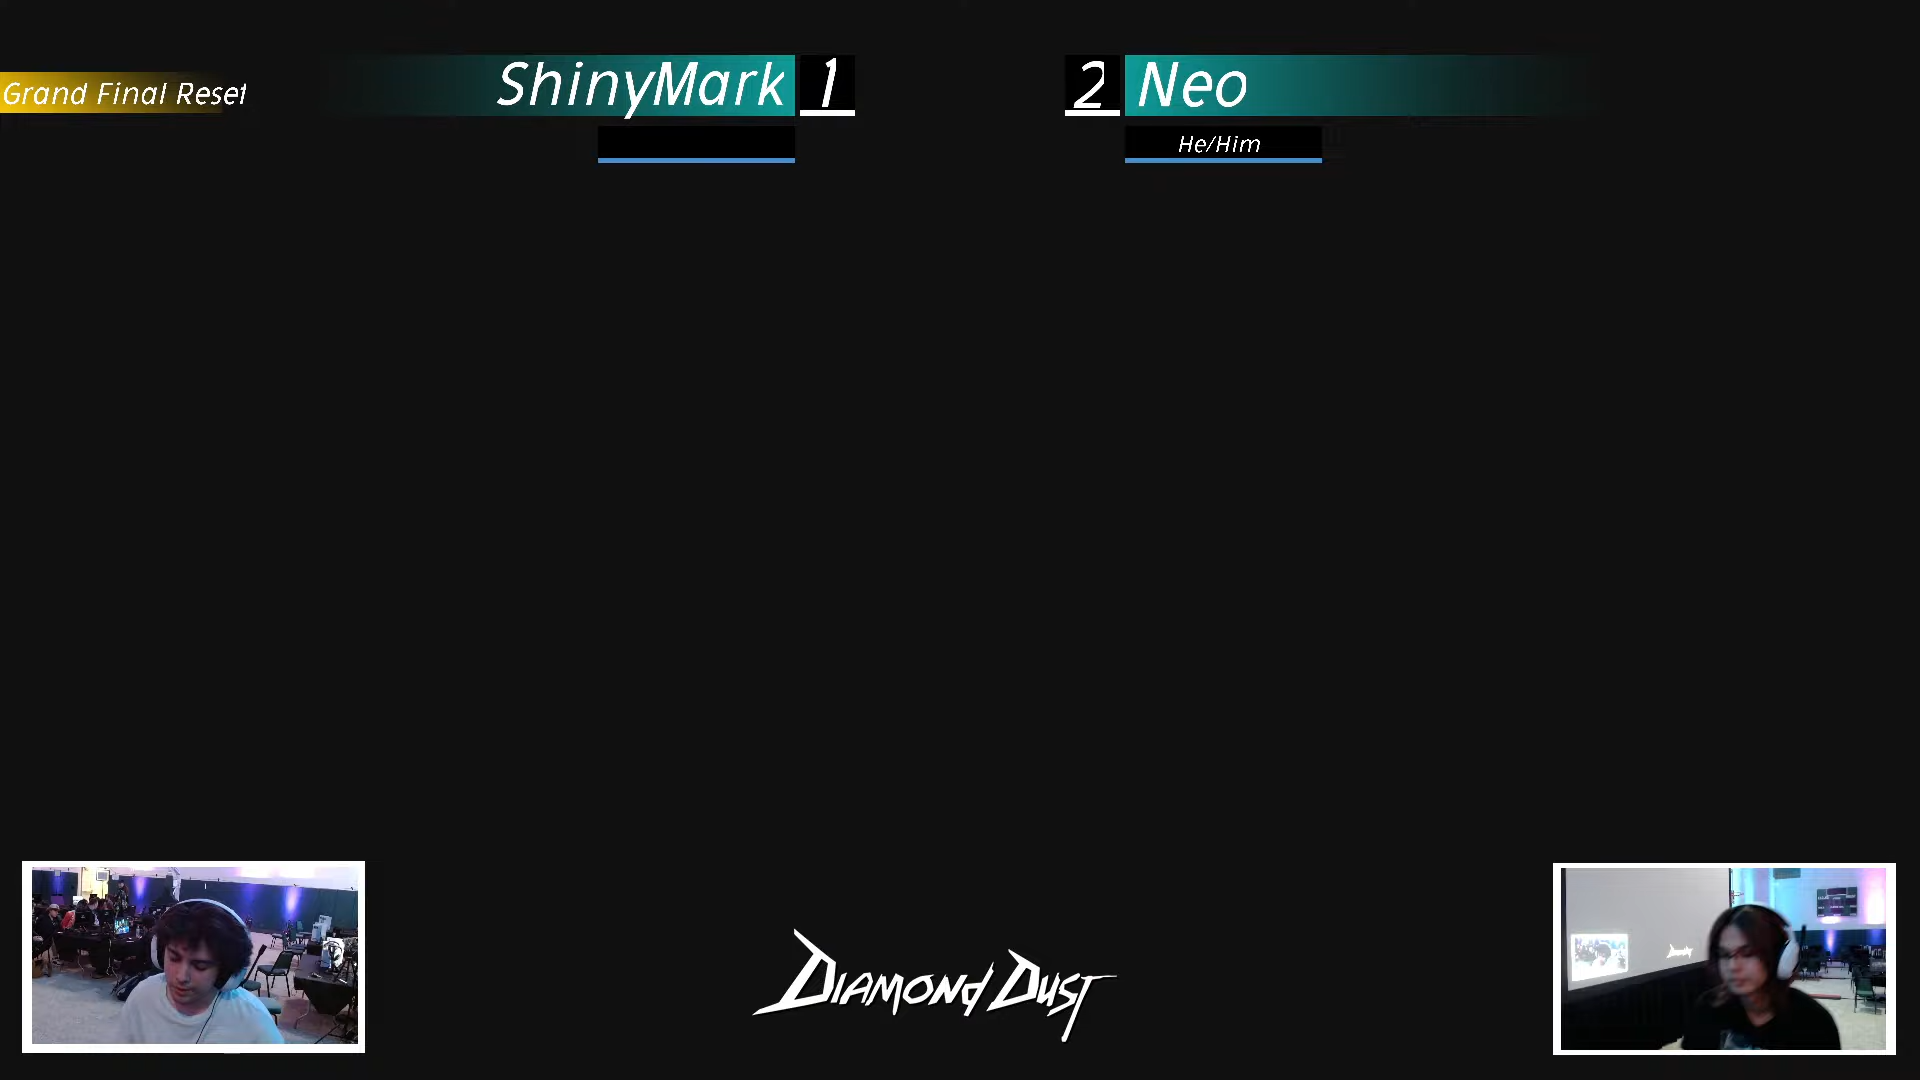 Grand Final Reset
ShinyMark 1
2 Neo
He/Him
Diamond Dust